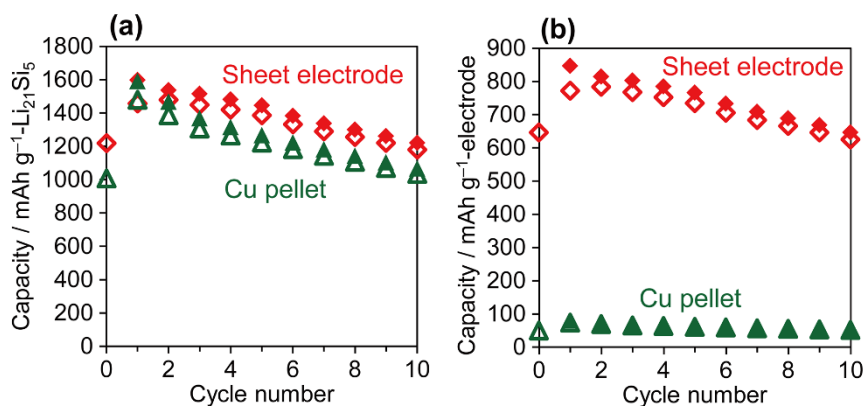 (a)
Capacity / mAh g⁻¹-Li₂₁Si₅
1800
1600
1400
1200
1000
800
600
400
200
0
Sheet electrode
Cu pellet
0 2 4 6 8 10
Cycle number
(b)
Capacity / mAh g⁻¹-electrode
900
800
700
600
500
400
300
200
100
0
Sheet electrode
Cu pellet
0 2 4 6 8 10
Cycle number